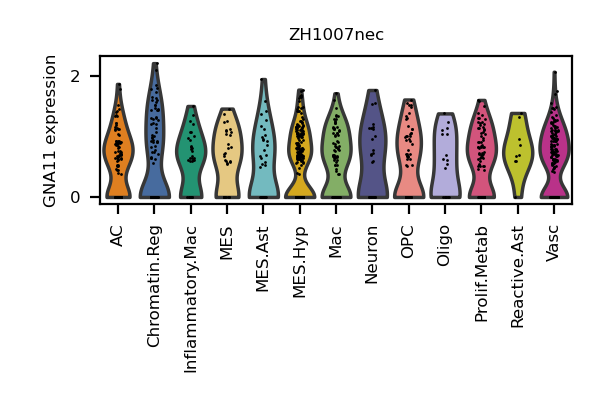 ZH1007nec
GNA11 expression
2
0
AC
Chromatin.Reg
Inflammatory.Mac
MES
MES.Ast
MES.Hyp
Mac
Neuron
OPC
Oligo
Prolif.Metab
Reactive.Ast
Vasc